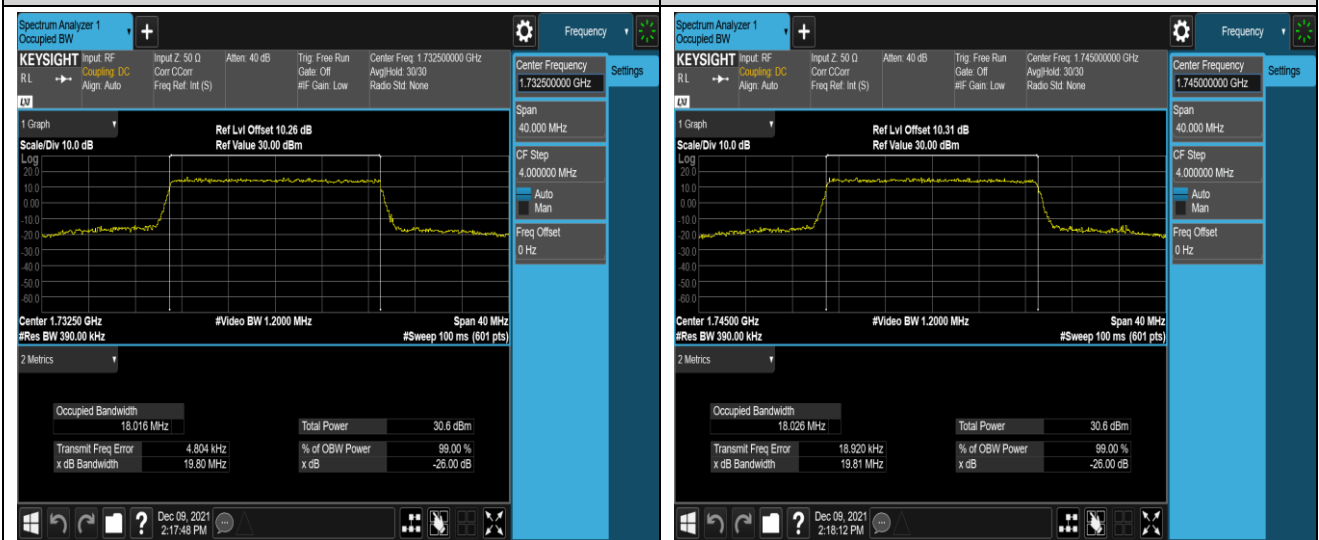 Spectrum Analyzer 1
Occupied BW
+
Frequency
KEYSIGHT Input: RF Input Z: 50 Ω Atten: 40 dB Trig: Free Run Center Freq: 1.732500000 GHz
RL Coupling: DC Corr CCorr Gate: Off Avg|Hold: 30/30
Align: Auto Freq Ref: Int (S) #IF Gain: Low Radio Std: None
LXI
Center Frequency
1.732500000 GHz
Settings
Span
40.000 MHz
CF Step
4.000000 MHz
Auto
Man
Freq Offset
0 Hz
1 Graph
Ref Lvl Offset 10.26 dB
Scale/Div 10.0 dB Ref Value 30.00 dBm
Log
20.0
10.0
0.00
-10.0
-20.0
-30.0
-40.0
-50.0
-60.0
Center 1.73250 GHz #Video BW 1.2000 MHz Span 40 MHz
#Res BW 390.00 kHz #Sweep 100 ms (601 pts)
2 Metrics
Occupied Bandwidth
18.016 MHz Total Power 30.6 dBm
Transmit Freq Error 4.804 kHz % of OBW Power 99.00 %
x dB Bandwidth 19.80 MHz x dB -26.00 dB
? Dec 09, 2021
2:17:48 PM
Spectrum Analyzer 1
Occupied BW
+
Frequency
KEYSIGHT Input: RF Input Z: 50 Ω Atten: 40 dB Trig: Free Run Center Freq: 1.745000000 GHz
RL Coupling: DC Corr CCorr Gate: Off Avg|Hold: 30/30
Align: Auto Freq Ref: Int (S) #IF Gain: Low Radio Std: None
LXI
Center Frequency
1.745000000 GHz
Settings
Span
40.000 MHz
CF Step
4.000000 MHz
Auto
Man
Freq Offset
0 Hz
1 Graph
Ref Lvl Offset 10.31 dB
Scale/Div 10.0 dB Ref Value 30.00 dBm
Log
20.0
10.0
0.00
-10.0
-20.0
-30.0
-40.0
-50.0
-60.0
Center 1.74500 GHz #Video BW 1.2000 MHz Span 40 MHz
#Res BW 390.00 kHz #Sweep 100 ms (601 pts)
2 Metrics
Occupied Bandwidth
18.026 MHz Total Power 30.6 dBm
Transmit Freq Error 18.920 kHz % of OBW Power 99.00 %
x dB Bandwidth 19.81 MHz x dB -26.00 dB
? Dec 09, 2021
2:18:12 PM